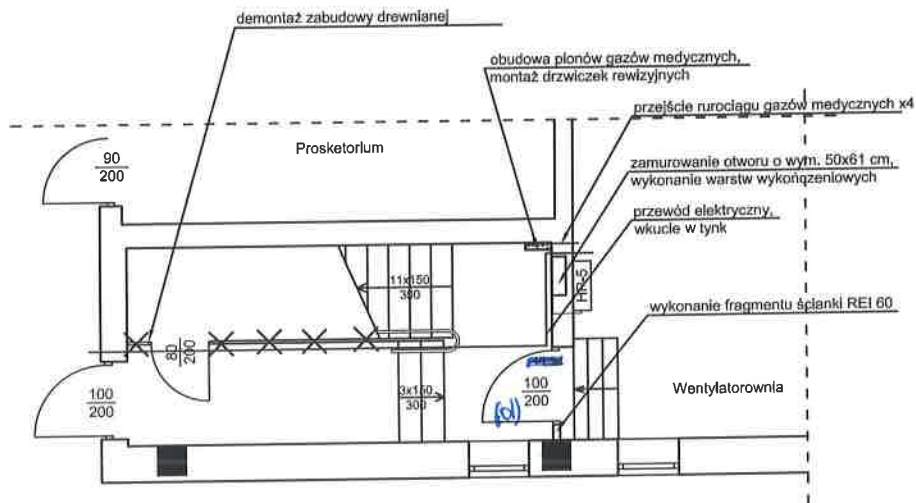 demontaż zabudowy drewnianej
obudowa pionów gazów medycznych,
montaż drzwiczek rewizyjnych
przejście rurociągu gazów medycznych x4
Prosketorium
90
200
zamurowanie otworu o wym. 50x61 cm,
wykonanie warstw wykończeniowych
przewód elektryczny,
wkucie w tynk
11x150
300
HP-5
wykonanie fragmentu ścianki REI 60
80
200
100
200
3x150
300
100
200
Wentylatorownia